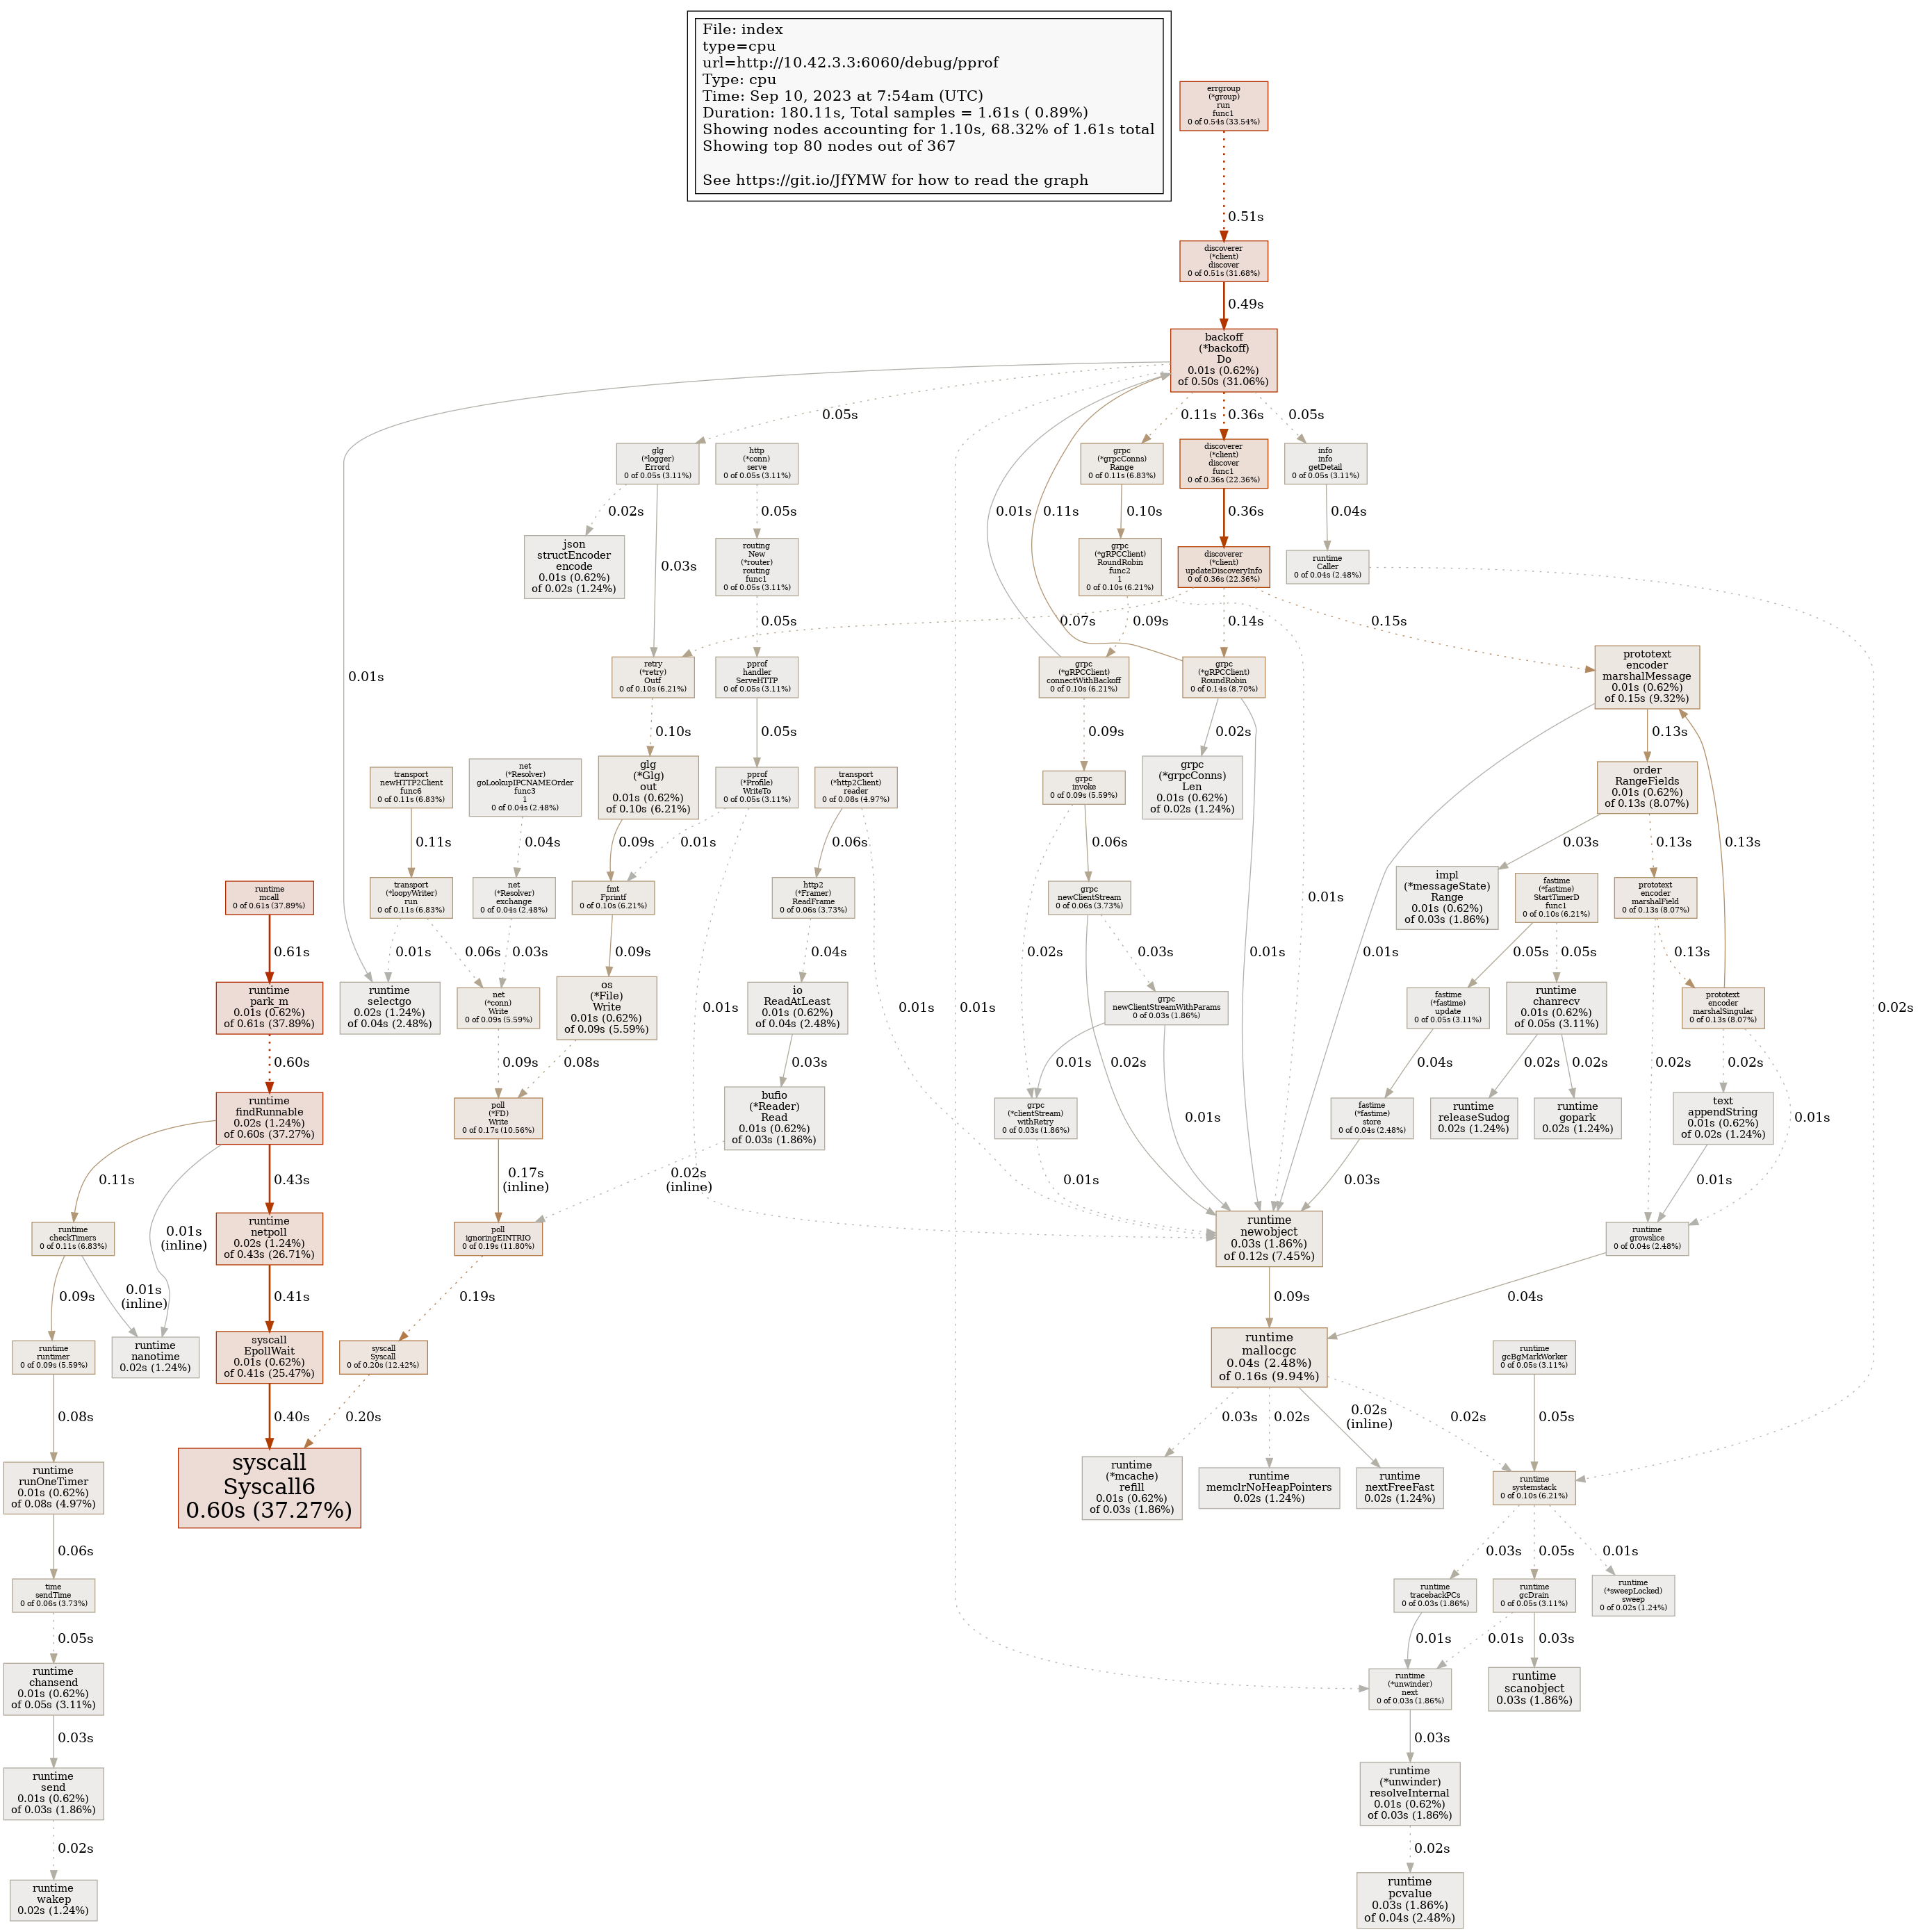 File: index
type=cpu
url=http://10.42.3.3:6060/debug/pprof
Type: cpu
Time: Sep 10, 2023 at 7:54am (UTC)
Duration: 180.11s, Total samples = 1.61s ( 0.89%)
Showing nodes accounting for 1.10s, 68.32% of 1.61s total
Showing top 80 nodes out of 367
See https://git.io/JfYMW for how to read the graph
errgroup
(*group)
run
func1
0 of 0.54s (33.54%)
0.51s
discoverer
(*client)
discover
0 of 0.51s (31.68%)
0.49s
backoff
(*backoff)
Do
0.01s (0.62%)
of 0.50s (31.06%)
0.05s
0.11s
0.36s
0.05s
glg
(*logger)
Errord
0 of 0.05s (3.11%)
http
(*conn)
serve
0 of 0.05s (3.11%)
grpc
(*grpcConns)
Range
0 of 0.11s (6.83%)
discoverer
(*client)
discover
func1
0 of 0.36s (22.36%)
info
info
getDetail
0 of 0.05s (3.11%)
0.02s
0.05s
0.01s
0.11s
0.10s
0.36s
0.04s
json
structEncoder
encode
0.01s (0.62%)
of 0.02s (1.24%)
0.03s
routing
New
(*router)
routing
func1
0 of 0.05s (3.11%)
grpc
(*gRPCClient)
RoundRobin
func2
1
0 of 0.10s (6.21%)
discoverer
(*client)
updateDiscoveryInfo
0 of 0.36s (22.36%)
runtime
Caller
0 of 0.04s (2.48%)
0.05s
0.07s
0.09s
0.14s
0.15s
0.01s
retry
(*retry)
Outf
0 of 0.10s (6.21%)
pprof
handler
ServeHTTP
0 of 0.05s (3.11%)
grpc
(*gRPCClient)
connectWithBackoff
0 of 0.10s (6.21%)
grpc
(*gRPCClient)
RoundRobin
0 of 0.14s (8.70%)
prototext
encoder
marshalMessage
0.01s (0.62%)
of 0.15s (9.32%)
0.10s
0.05s
0.09s
0.02s
0.13s
transport
newHTTP2Client
func6
0 of 0.11s (6.83%)
net
(*Resolver)
goLookupIPCNAMEOrder
func3
1
0 of 0.04s (2.48%)
glg
(*Glg)
out
0.01s (0.62%)
of 0.10s (6.21%)
pprof
(*Profile)
WriteTo
0 of 0.05s (3.11%)
transport
(*http2Client)
reader
0 of 0.08s (4.97%)
grpc
invoke
0 of 0.09s (5.59%)
grpc
(*grpcConns)
Len
0.01s (0.62%)
of 0.02s (1.24%)
order
RangeFields
0.01s (0.62%)
of 0.13s (8.07%)
0.11s
0.04s
0.09s
0.01s
0.06s
0.06s
0.03s
0.13s
0.13s
runtime
mcall
0 of 0.61s (37.89%)
transport
(*loopyWriter)
run
0 of 0.11s (6.83%)
net
(*Resolver)
exchange
0 of 0.04s (2.48%)
fmt
Fprintf
0 of 0.10s (6.21%)
http2
(*Framer)
ReadFrame
0 of 0.06s (3.73%)
grpc
newClientStream
0 of 0.06s (3.73%)
0.01s
impl
(*messageState)
Range
0.01s (0.62%)
of 0.03s (1.86%)
fastime
(*fastime)
StartTimerD
func1
0 of 0.10s (6.21%)
prototext
encoder
marshalField
0 of 0.13s (8.07%)
0.61s
0.01s
0.06s
0.03s
0.09s
0.04s
0.02s
0.03s
0.01s
0.05s
0.05s
0.13s
runtime
park_m
0.01s (0.62%)
of 0.61s (37.89%)
runtime
selectgo
0.02s (1.24%)
of 0.04s (2.48%)
net
(*conn)
Write
0 of 0.09s (5.59%)
os
(*File)
Write
0.01s (0.62%)
of 0.09s (5.59%)
0.01s
io
ReadAtLeast
0.01s (0.62%)
of 0.04s (2.48%)
0.01s
0.01s
grpc
newClientStreamWithParams
0 of 0.03s (1.86%)
0.01s
fastime
(*fastime)
update
0 of 0.05s (3.11%)
runtime
chanrecv
0.01s (0.62%)
of 0.05s (3.11%)
prototext
encoder
marshalSingular
0 of 0.13s (8.07%)
0.02s
0.60s
0.09s
0.08s
0.03s
0.01s
0.02s
0.04s
0.02s
0.02s
0.02s
0.02s
runtime
findRunnable
0.02s (1.24%)
of 0.60s (37.27%)
poll
(*FD)
Write
0 of 0.17s (10.56%)
bufio
(*Reader)
Read
0.01s (0.62%)
of 0.03s (1.86%)
grpc
(*clientStream)
withRetry
0 of 0.03s (1.86%)
0.01s
fastime
(*fastime)
store
0 of 0.04s (2.48%)
runtime
releaseSudog
0.02s (1.24%)
runtime
gopark
0.02s (1.24%)
text
appendString
0.01s (0.62%)
of 0.02s (1.24%)
0.01s
0.11s
0.43s
0.17s
(inline)
0.02s
(inline)
0.01s
0.03s
0.01s
runtime
checkTimers
0 of 0.11s (6.83%)
0.01s
(inline)
runtime
netpoll
0.02s (1.24%)
of 0.43s (26.71%)
poll
ignoringEINTRIO
0 of 0.19s (11.80%)
runtime
newobject
0.03s (1.86%)
of 0.12s (7.45%)
runtime
growslice
0 of 0.04s (2.48%)
0.09s
0.01s
(inline)
0.41s
0.19s
0.09s
0.04s
runtime
runtimer
0 of 0.09s (5.59%)
runtime
nanotime
0.02s (1.24%)
syscall
EpollWait
0.01s (0.62%)
of 0.41s (25.47%)
syscall
Syscall
0 of 0.20s (12.42%)
runtime
mallocgc
0.04s (2.48%)
of 0.16s (9.94%)
runtime
gcBgMarkWorker
0 of 0.05s (3.11%)
0.08s
0.40s
0.20s
0.03s
0.02s
0.02s
(inline)
0.02s
0.05s
runtime
runOneTimer
0.01s (0.62%)
of 0.08s (4.97%)
syscall
Syscall6
0.60s (37.27%)
runtime
(*mcache)
refill
0.01s (0.62%)
of 0.03s (1.86%)
runtime
memclrNoHeapPointers
0.02s (1.24%)
runtime
nextFreeFast
0.02s (1.24%)
runtime
systemstack
0 of 0.10s (6.21%)
0.06s
0.03s
0.05s
0.01s
time
sendTime
0 of 0.06s (3.73%)
runtime
tracebackPCs
0 of 0.03s (1.86%)
runtime
gcDrain
0 of 0.05s (3.11%)
runtime
(*sweepLocked)
sweep
0 of 0.02s (1.24%)
0.05s
0.01s
0.01s
0.03s
runtime
chansend
0.01s (0.62%)
of 0.05s (3.11%)
runtime
(*unwinder)
next
0 of 0.03s (1.86%)
runtime
scanobject
0.03s (1.86%)
0.03s
0.03s
runtime
send
0.01s (0.62%)
of 0.03s (1.86%)
runtime
(*unwinder)
resolveInternal
0.01s (0.62%)
of 0.03s (1.86%)
0.02s
0.02s
runtime
wakep
0.02s (1.24%)
runtime
pcvalue
0.03s (1.86%)
of 0.04s (2.48%)